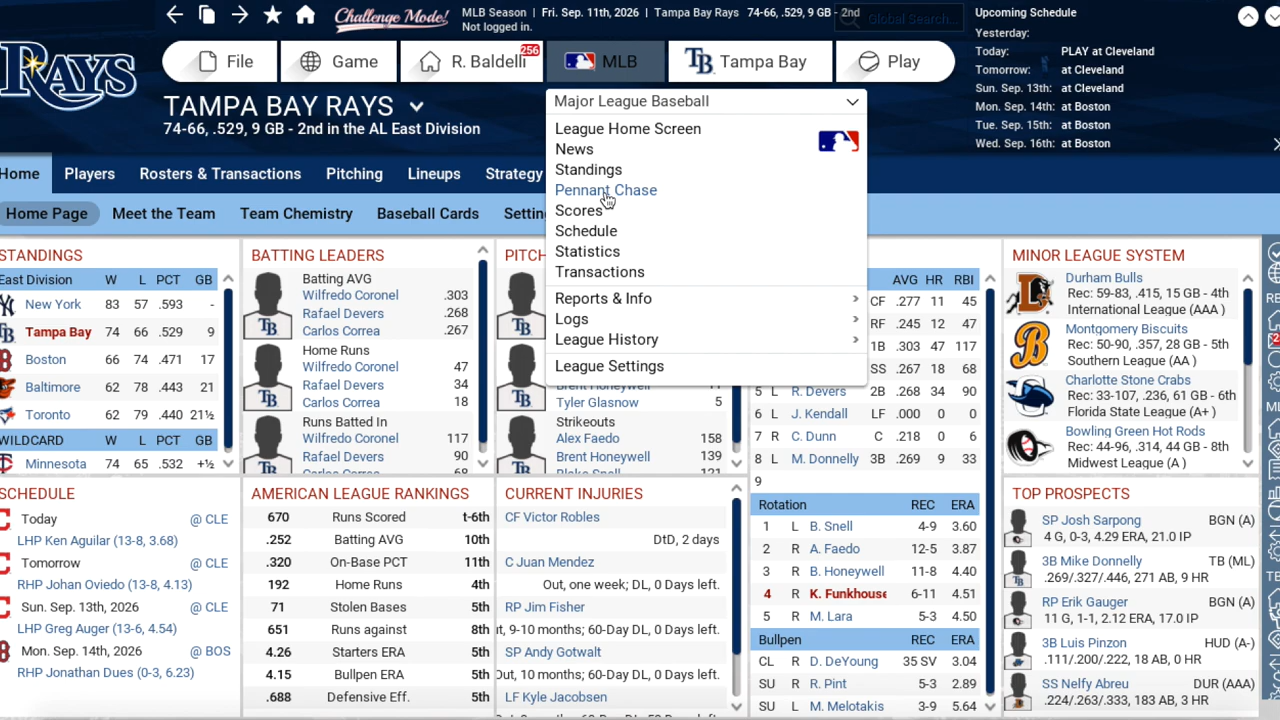 Challenge Mode!
MLB Season | Fri. Sep. 11th, 2026 | Tampa Bay Rays 74-66, .529, 9 GB - 2nd
Not logged in.
Global Search...
Upcoming Schedule
Yesterday:
Today: PLAY at Cleveland
Tomorrow: at Cleveland
Sun. Sep. 13th: at Cleveland
Mon. Sep. 14th: at Boston
Tue. Sep. 15th: at Boston
Wed. Sep. 16th: at Boston
RAYS
File
Game
R. Baldelli
256
MLB
TB
Tampa Bay
Play
TAMPA BAY RAYS
74-66, .529, 9 GB - 2nd in the AL East Division
Major League Baseball
League Home Screen
News
Standings
Pennant Chase
Scores
Schedule
Statistics
Transactions
Reports & Info
Logs
League History
League Settings
Home Players Rosters & Transactions Pitching Lineups Strategy
Home Page Meet the Team Team Chemistry Baseball Cards
STANDINGS
East Division W L PCT GB
New York 83 57 .593 -
Tampa Bay 74 66 .529 9
Boston 66 74 .471 17
Baltimore 62 78 .443 21
Toronto 62 79 .440 21½
WILDCARD W L PCT GB
Minnesota 74 65 .532 +½
BATTING LEADERS
Batting AVG
Wilfredo Coronel .303
Rafael Devers .268
Carlos Correa .267
Home Runs
Wilfredo Coronel 47
Rafael Devers 34
Carlos Correa 18
Runs Batted In
Wilfredo Coronel 117
Rafael Devers 90
Carlos Correa 68
Brent Honeywell 11
Tyler Glasnow 5
Strikeouts
Alex Faedo 158
Brent Honeywell 139
Blake Snell 121
AVG HR RBI
CF .277 11 45
RF .245 12 47
1B .303 47 117
SS .267 18 68
5 L R. Devers 2B .268 34 90
6 L J. Kendall LF .000 0 0
7 R C. Dunn C .218 0 6
8 L M. Donnelly 3B .269 9 33
9
Rotation REC ERA
1 L B. Snell 4-9 3.60
2 R A. Faedo 12-5 3.87
3 R B. Honeywell 11-8 4.40
4 R K. Funkhouse 6-11 4.51
5 R M. Lara 5-3 4.50
Bullpen REC ERA
CL R D. DeYoung 35 SV 3.04
SU R R. Pint 5-3 2.89
SU L M. Melotakis 3-9 5.64
MINOR LEAGUE SYSTEM
Durham Bulls
Rec: 59-83, .415, 15 GB - 4th
International League (AAA )
Montgomery Biscuits
Rec: 50-90, .357, 28 GB - 5th
Southern League (AA )
Charlotte Stone Crabs
Rec: 33-107, .236, 61 GB - 6th
Florida State League (A+ )
Bowling Green Hot Rods
Rec: 44-96, .314, 44 GB - 8th
Midwest League (A )
SCHEDULE
Today @ CLE
LHP Ken Aguilar (13-8, 3.68)
Tomorrow @ CLE
RHP Johan Oviedo (13-8, 4.13)
Sun. Sep. 13th, 2026 @ CLE
LHP Greg Auger (13-6, 4.54)
Mon. Sep. 14th, 2026 @ BOS
RHP Jonathan Dues (0-3, 6.23)
AMERICAN LEAGUE RANKINGS
670 Runs Scored t-6th
.252 Batting AVG 10th
.320 On-Base PCT 11th
192 Home Runs 4th
71 Stolen Bases 5th
651 Runs against 8th
4.26 Starters ERA 5th
4.15 Bullpen ERA 5th
.688 Defensive Eff. 5th
CURRENT INJURIES
CF Victor Robles
DtD, 2 days
C Juan Mendez
Out, one week; DL, 0 Days left.
RP Jim Fisher
9-10 months; 60-Day DL, 0 Days left.
SP Andy Gotwalt
Out, 10 months; 60-Day DL, 0 Days left.
LF Kyle Jacobsen
TOP PROSPECTS
SP Josh Sarpong BGN (A)
4 G, 0-3, 4.29 ERA, 21.0 IP
3B Mike Donnelly TB (ML)
.269/.327/.446, 271 AB, 9 HR
RP Erik Gauger BGN (A)
11 G, 1-1, 2.12 ERA, 17.0 IP
3B Luis Pinzon HUD (A-)
.111/.200/.222, 18 AB, 0 HR
SS Nelfy Abreu DUR (AAA)
.224/.263/.333, 183 AB, 3 HR